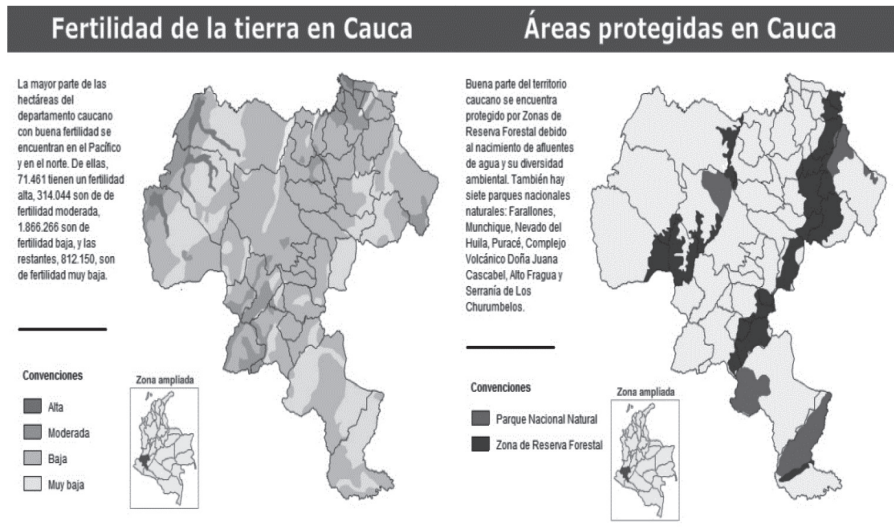 Fertilidad de la tierra en Cauca
La mayor parte de las
hectáreas del
departamento caucano
con buena fertilidad se
encuentran en el Pacífico
y en el norte. De ellas,
71.461 tienen un fertilidad
alta, 314.044 son de de
fertilidad moderada,
1.866.266 son de
fertilidad baja, y las
restantes, 812.150, son
de fertilidad muy baja.
Convenciones
Alta
Moderada
Baja
Muy baja
Zona ampliada
Áreas protegidas en Cauca
Buena parte del territorio
caucano se encuentra
protegido por Zonas de
Reserva Forestal debido
al nacimiento de afluentes
de agua y su diversidad
ambiental. También hay
siete parques nacionales
naturales: Farallones,
Munchique, Nevado del
Huila, Puracé, Complejo
Volcánico Doña Juana
Cascabel, Alto Fragua y
Serranía de Los
Churumbelos.
Convenciones
Parque Nacional Natural
Zona de Reserva Forestal
Zona ampliada